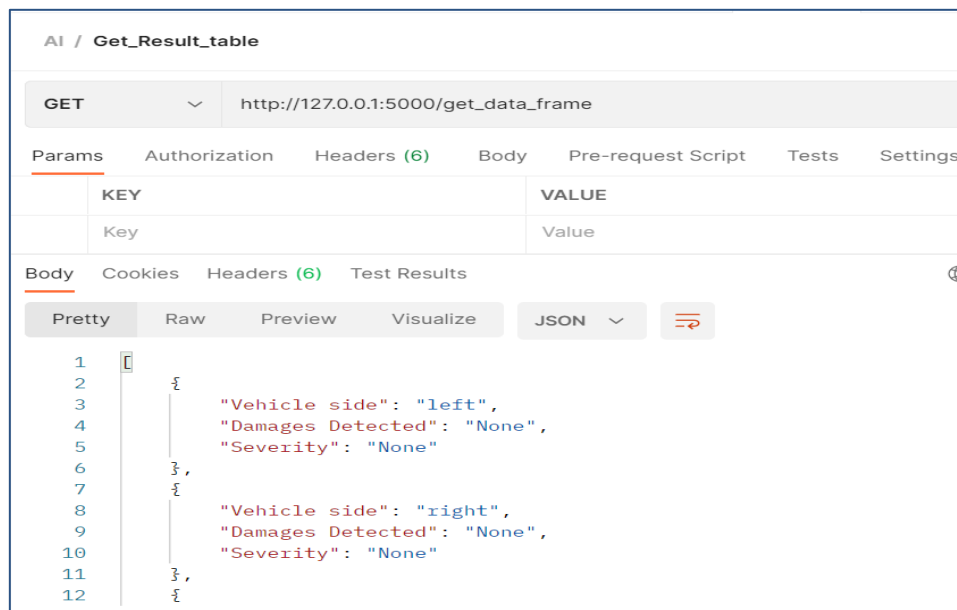 AI / Get_Result_table
GET http://127.0.0.1:5000/get_data_frame
Params Authorization Headers (6) Body Pre-request Script Tests Settings
KEY VALUE
Key Value
Body Cookies Headers (6) Test Results
Pretty Raw Preview Visualize JSON
1 [
2 {
3 "Vehicle side": "left",
4 "Damages Detected": "None",
5 "Severity": "None"
6 },
7 {
8 "Vehicle side": "right",
9 "Damages Detected": "None",
10 "Severity": "None"
11 },
12 {